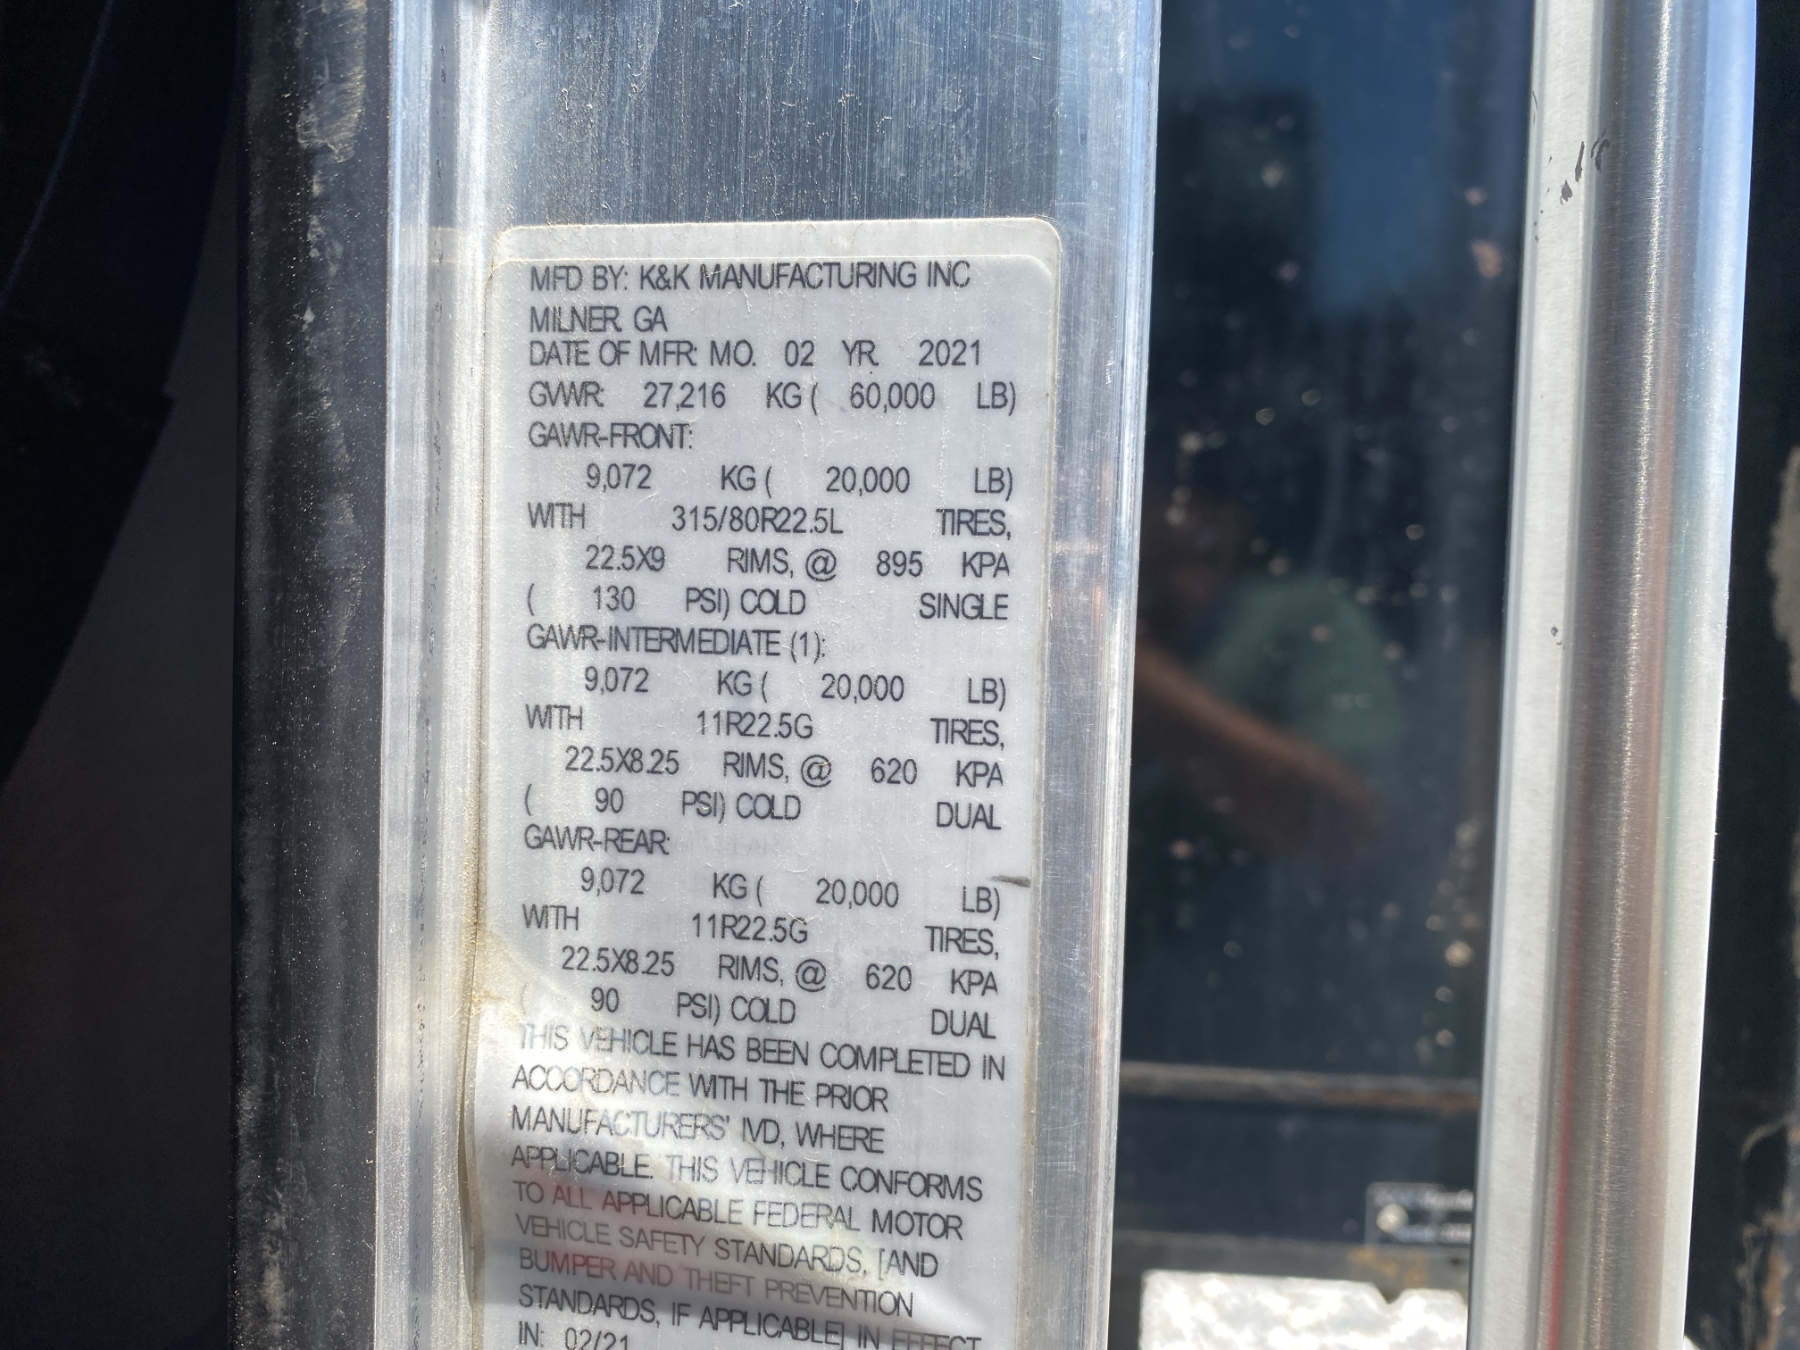 MFD BY: K&K MANUFACTURING INC
MILNER, GA
DATE OF MFR: MO. 02 YR. 2021
GVWR: 27,216 KG ( 60,000 LB)
GAWR-FRONT:
9,072 KG ( 20,000 LB)
WITH 315/80R22.5L TIRES,
22.5X9 RIMS, @ 895 KPA
( 130 PSI) COLD SINGLE
GAWR-INTERMEDIATE (1):
9,072 KG ( 20,000 LB)
WITH 11R22.5G TIRES,
22.5X8.25 RIMS, @ 620 KPA
( 90 PSI) COLD DUAL
GAWR-REAR:
9,072 KG ( 20,000 LB)
WITH 11R22.5G TIRES,
22.5X8.25 RIMS, @ 620 KPA
( 90 PSI) COLD DUAL
THIS VEHICLE HAS BEEN COMPLETED IN
ACCORDANCE WITH THE PRIOR
MANUFACTURERS' IVD, WHERE
APPLICABLE. THIS VEHICLE CONFORMS
TO ALL APPLICABLE FEDERAL MOTOR
VEHICLE SAFETY STANDARDS, [AND
BUMPER AND THEFT PREVENTION
STANDARDS, IF APPLICABLE] IN EFFECT
IN: 02/21